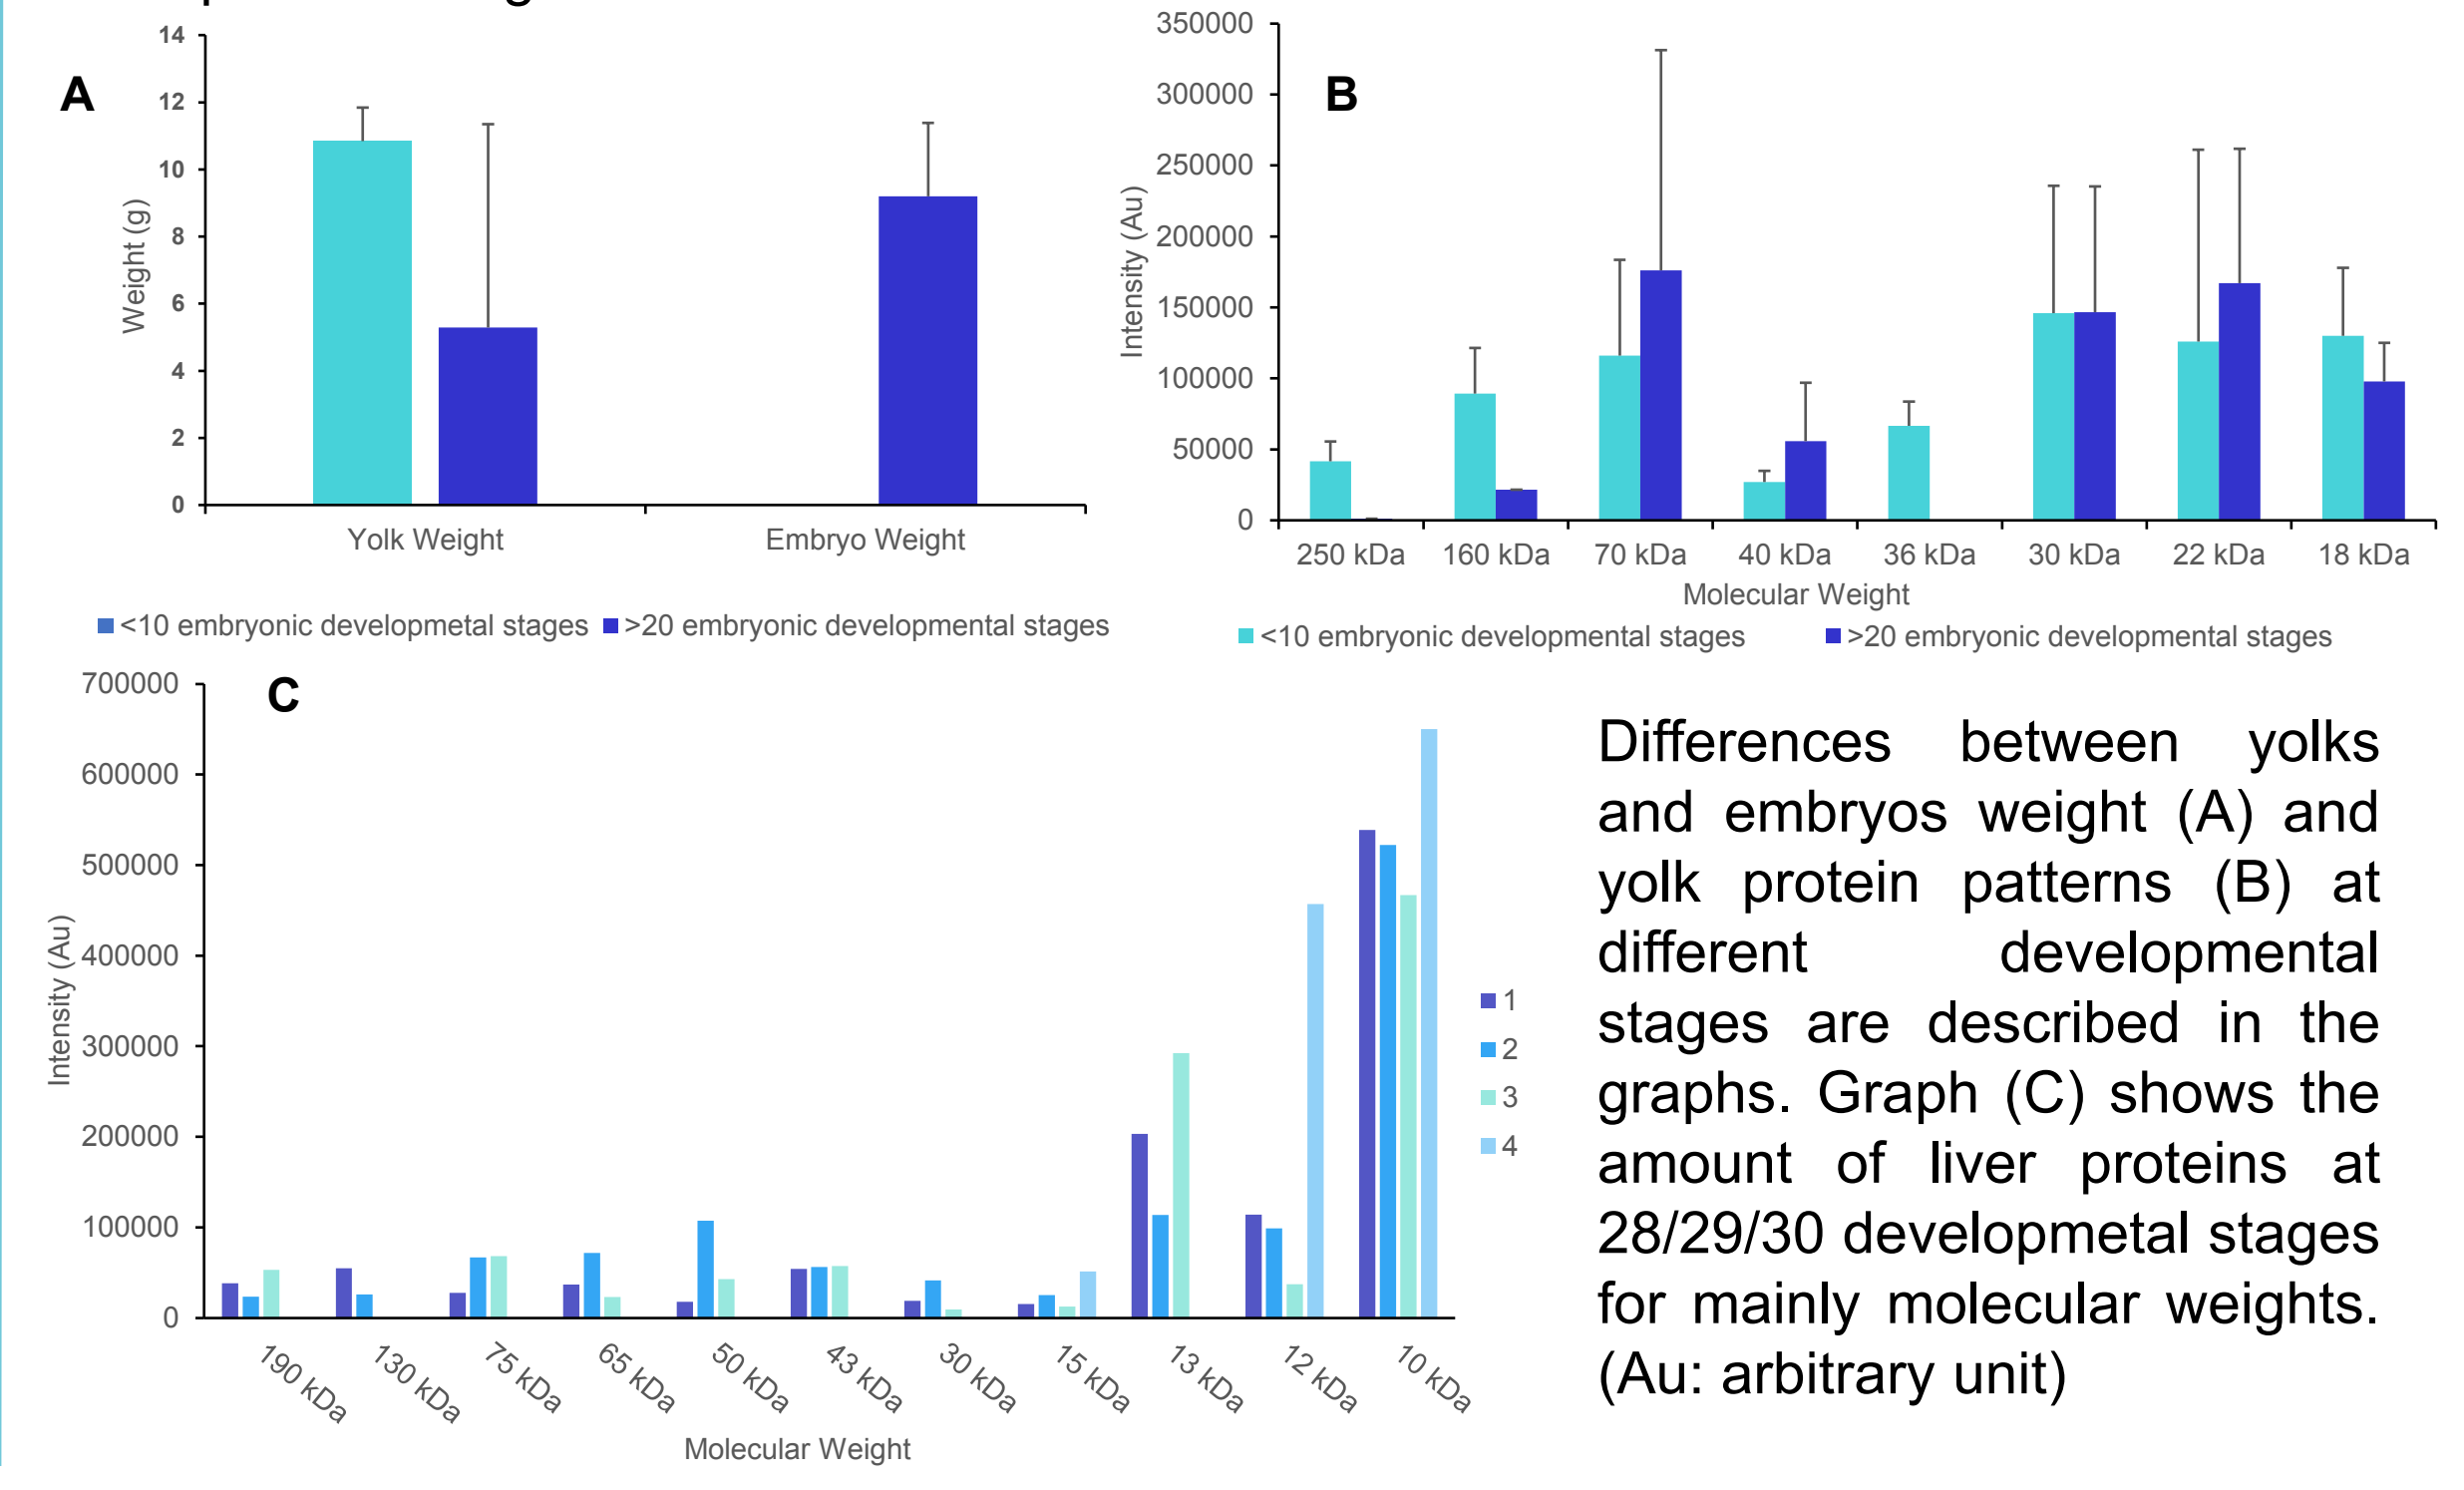 A
14
12
10
8
6
4
2
0
Weight (g)
Yolk Weight
Embryo Weight
<10 embryonic developmetal stages
>20 embryonic developmental stages
B
350000
300000
250000
200000
150000
100000
50000
0
Intensity (Au)
250 kDa
160 kDa
70 kDa
40 kDa
36 kDa
30 kDa
22 kDa
18 kDa
Molecular Weight
<10 embryonic developmental stages
>20 embryonic developmental stages
C
700000
600000
500000
400000
300000
200000
100000
0
Intensity (Au)
190 kDa
130 kDa
75 kDa
65 kDa
50 kDa
43 kDa
30 kDa
15 kDa
13 kDa
12 kDa
10 kDa
Molecular Weight
1
2
3
4
Differences between yolks
and embryos weight (A) and
yolk protein patterns (B) at
different developmental
stages are described in the
graphs. Graph (C) shows the
amount of liver proteins at
28/29/30 developmetal stages
for mainly molecular weights.
(Au: arbitrary unit)